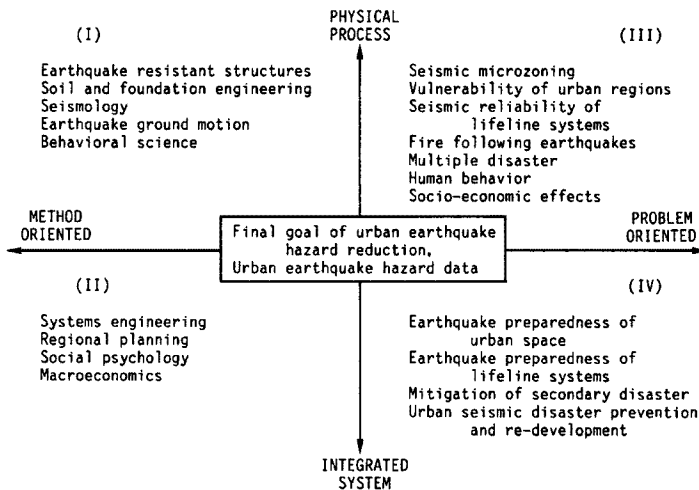 PHYSICAL
PROCESS
(I)
Earthquake resistant structures
Soil and foundation engineering
Seismology
Earthquake ground motion
Behavioral science
(III)
Seismic microzoning
Vulnerability of urban regions
Seismic reliability of
lifeline systems
Fire following earthquakes
Multiple disaster
Human behavior
Socio-economic effects
METHOD
ORIENTED
Final goal of urban earthquake
hazard reduction,
Urban earthquake hazard data
PROBLEM
ORIENTED
(II)
Systems engineering
Regional planning
Social psychology
Macroeconomics
(IV)
Earthquake preparedness of
urban space
Earthquake preparedness of
lifeline systems
Mitigation of secondary disaster
Urban seismic disaster prevention
and re-development
INTEGRATED
SYSTEM